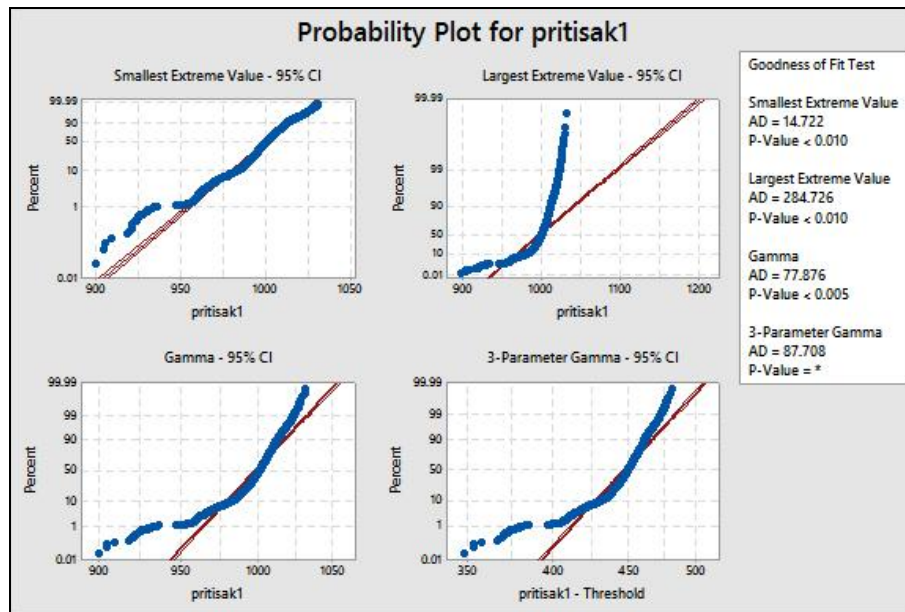 Probability Plot for pritisak1
Smallest Extreme Value - 95% CI
99.99
90
50
10
1
0.01
Percent
900 950 1000 1050
pritisak1
Largest Extreme Value - 95% CI
99.99
99
90
50
10
0.01
Percent
900 1000 1100 1200
pritisak1
Gamma - 95% CI
99.99
99
90
50
10
1
0.01
Percent
900 950 1000 1050
pritisak1
3-Parameter Gamma - 95% CI
99.99
99
90
50
10
1
0.01
Percent
350 400 450 500
pritisak1 - Threshold
Goodness of Fit Test
Smallest Extreme Value
AD = 14.722
P-Value < 0.010
Largest Extreme Value
AD = 284.726
P-Value < 0.010
Gamma
AD = 77.876
P-Value < 0.005
3-Parameter Gamma
AD = 87.708
P-Value = *